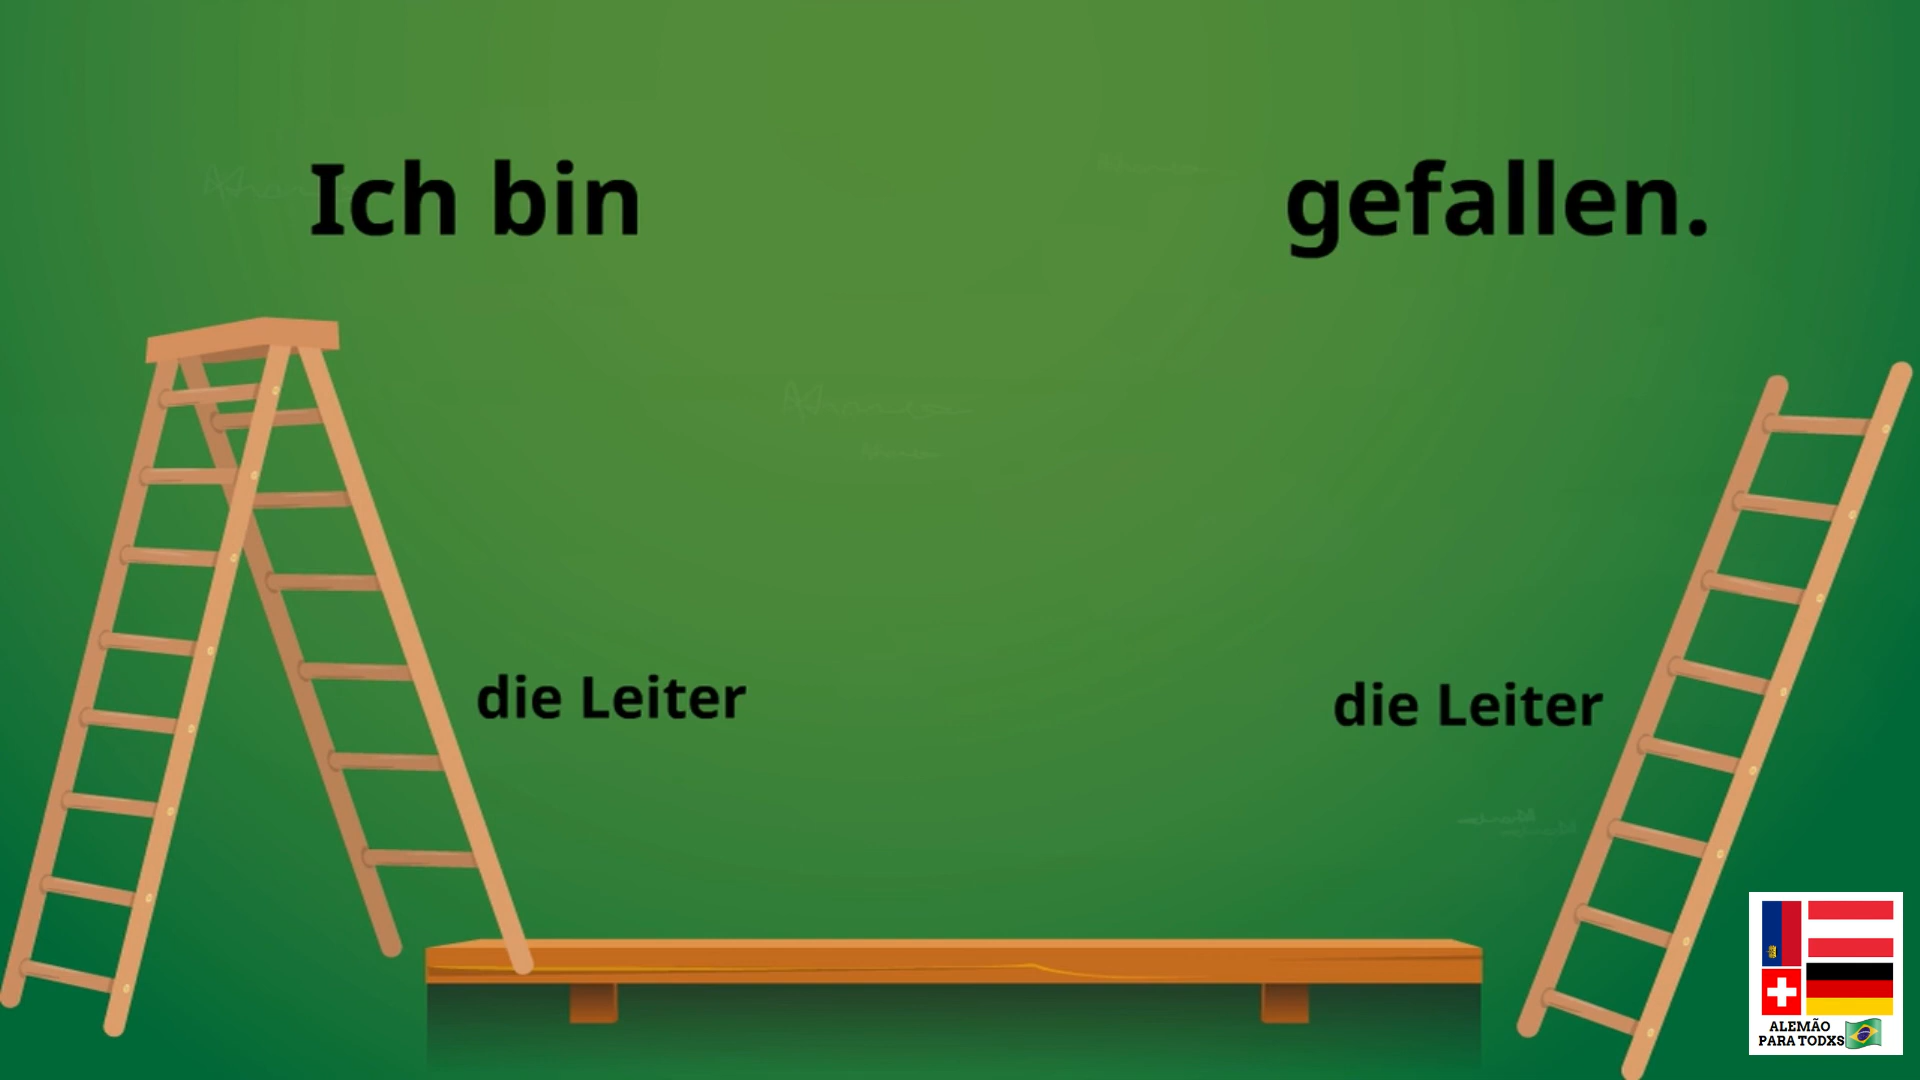 Ich bin gefallen.
die Leiter
die Leiter
ALEMÃO
PARA TODXS